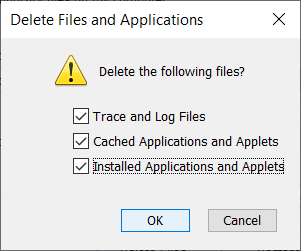 Delete Files and Applications
Delete the following files?
Trace and Log Files
Cached Applications and Applets
Installed Applications and Applets
OK
Cancel